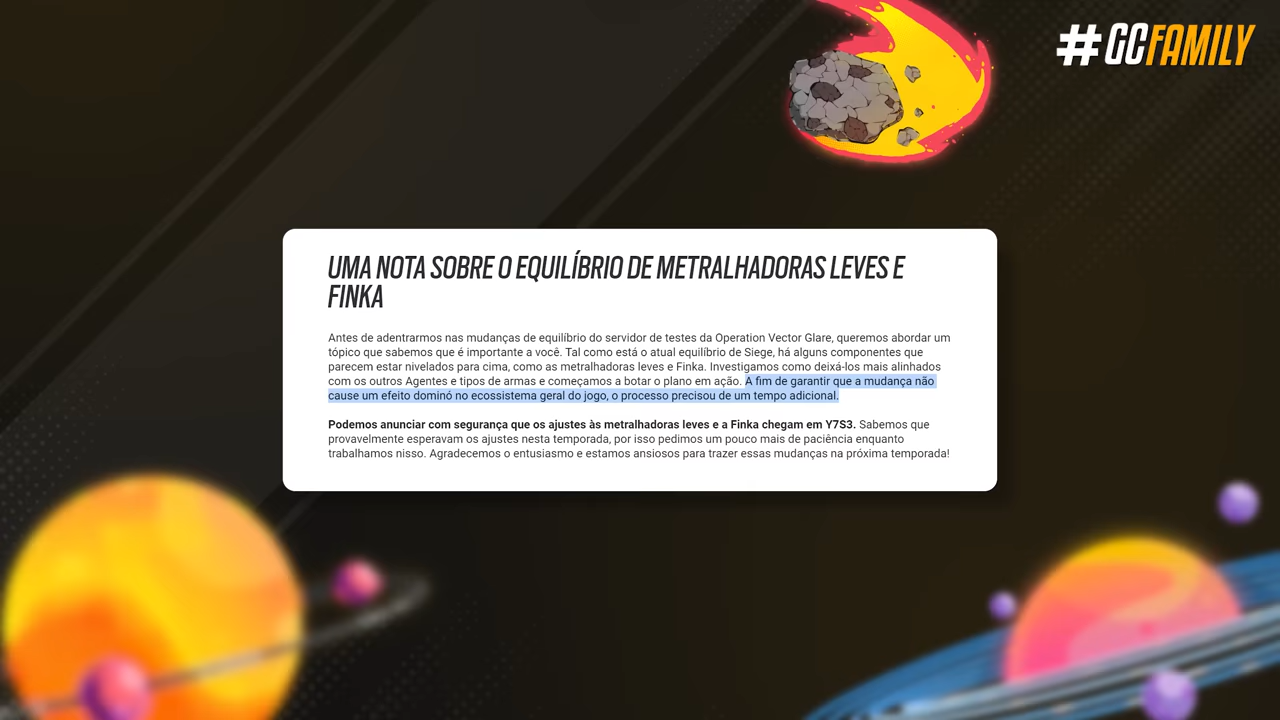 #GCFAMILY
UMA NOTA SOBRE O EQUILÍBRIO DE METRALHADORAS LEVES E
FINKA
Antes de adentrarmos nas mudanças de equilíbrio do servidor de testes da Operation Vector Glare, queremos abordar um
tópico que sabemos que é importante a você. Tal como está o atual equilíbrio de Siege, há alguns componentes que
parecem estar nivelados para cima, como as metralhadoras leves e Finka. Investigamos como deixá-los mais alinhados
com os outros Agentes e tipos de armas e começamos a botar o plano em ação. A fim de garantir que a mudança não
cause um efeito dominó no ecossistema geral do jogo, o processo precisou de um tempo adicional.
Podemos anunciar com segurança que os ajustes às metralhadoras leves e a Finka chegam em Y7S3. Sabemos que
provavelmente esperavam os ajustes nesta temporada, por isso pedimos um pouco mais de paciência enquanto
trabalhamos nisso. Agradecemos o entusiasmo e estamos ansiosos para trazer essas mudanças na próxima temporada!